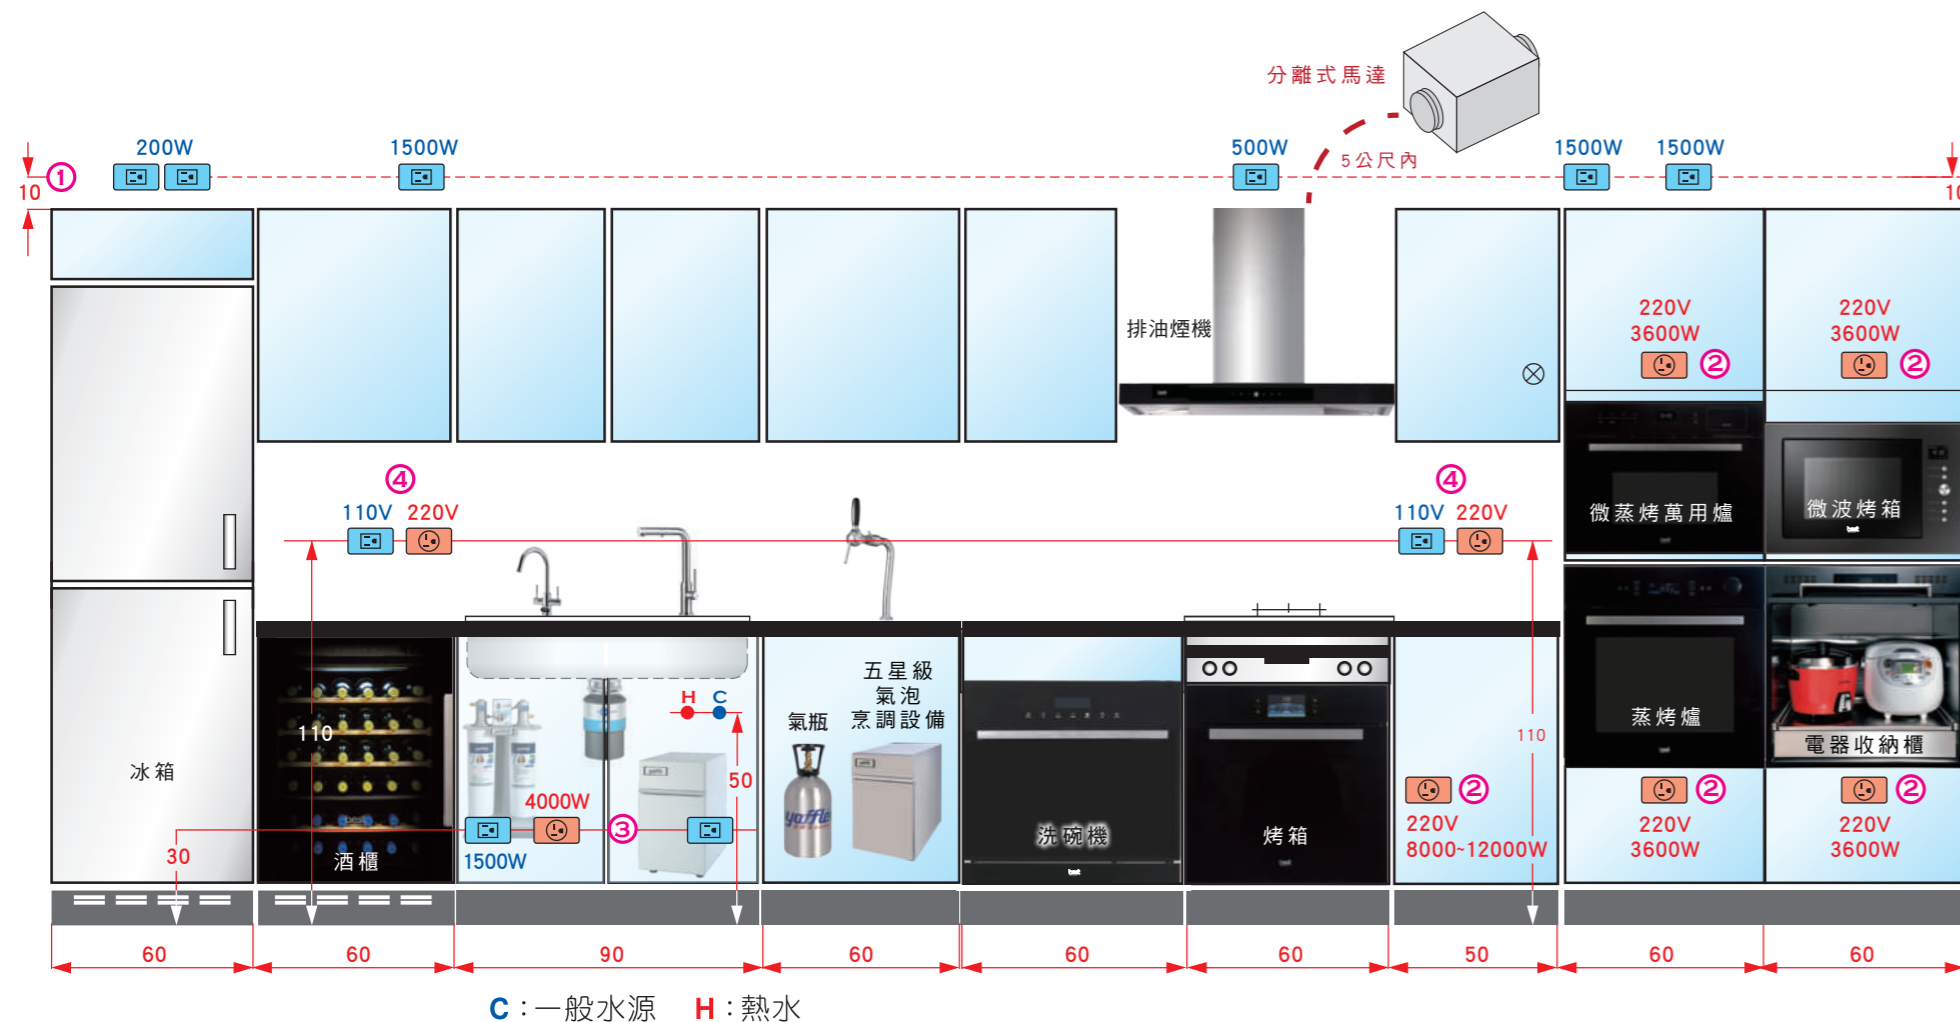 分離式馬達
5公尺內
200W
1500W
500W
1500W
1500W
①
10
10
排油煙機
220V
3600W
②
220V
3600W
②
④
110V
220V
④
110V
220V
微蒸烤萬用爐
微波烤箱
best
H
C
五星級
氣泡
烹調設備
氣瓶
yaffle
冰箱
110
50
110
蒸烤爐
電器收納櫃
4000W
③
1500W
30
酒櫃
洗碗機
best
烤箱
②
220V
8000~12000W
②
220V
3600W
②
220V
3600W
60
60
90
60
60
60
50
60
60
C：一般水源
H：熱水